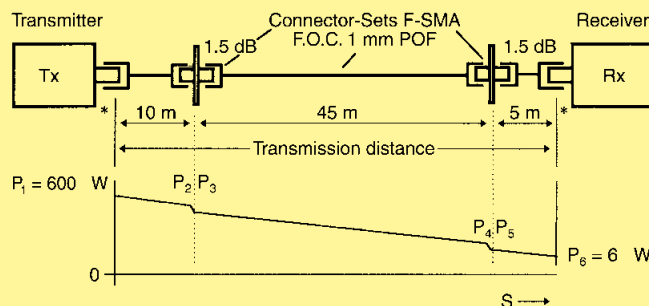 Transmitter
Connector-Sets F-SMA
Receiver
1.5 dB
F.O.C. 1 mm POF
1.5 dB
Tx
Rx
*
10 m
45 m
5 m
*
Transmission distance
P1 = 600 W
P2 P3
P4 P5
P6 = 6 W
0
S